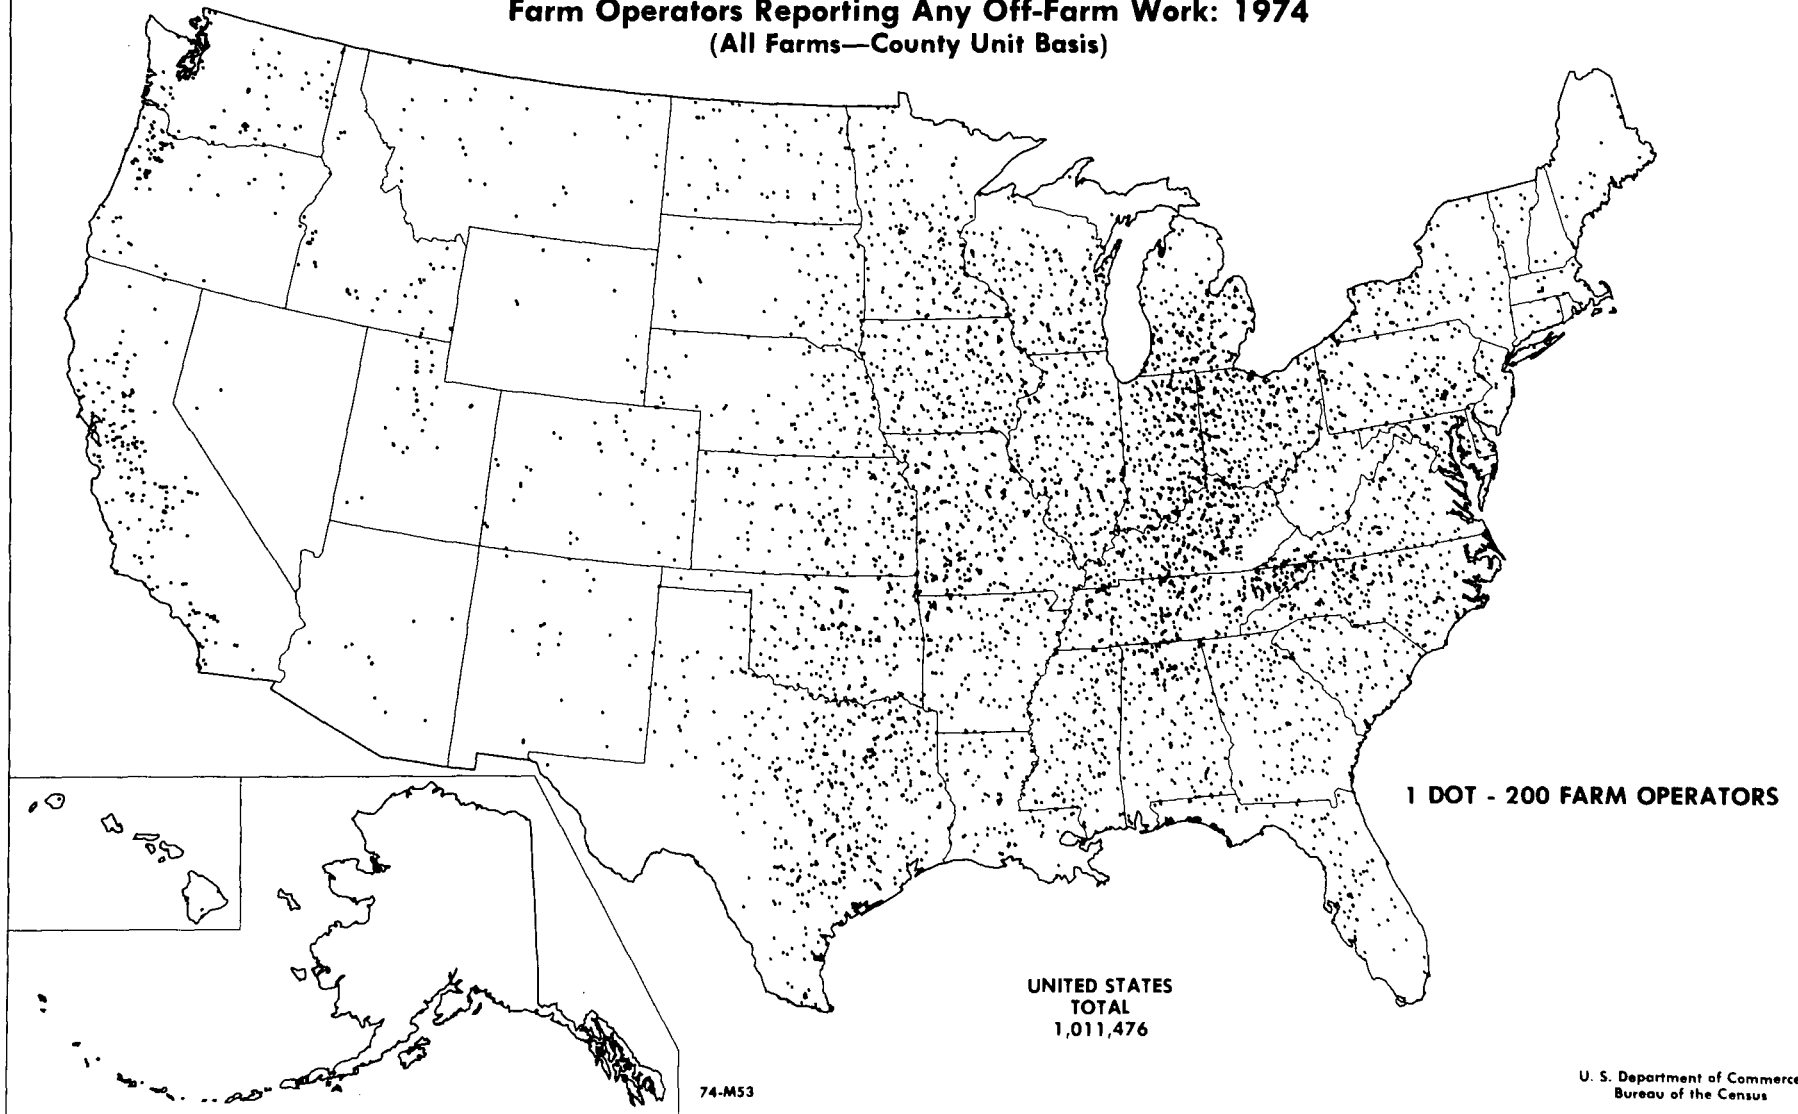 Farm Operators Reporting Any Off-Farm Work: 1974
(All Farms—County Unit Basis)
1 DOT - 200 FARM OPERATORS
UNITED STATES
TOTAL
1,011,476
74-M53
U. S. Department of Commerce
Bureau of the Census